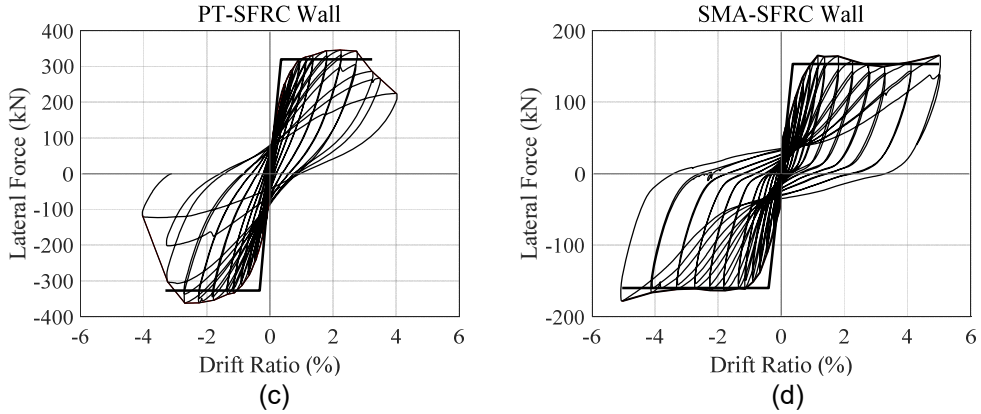 PT-SFRC Wall
400
300
200
100
0
-100
-200
-300
-400
Lateral Force (kN)
-6 -4 -2 0 2 4 6
Drift Ratio (%)
(c)
SMA-SFRC Wall
200
100
0
-100
-200
Lateral Force (kN)
-6 -4 -2 0 2 4 6
Drift Ratio (%)
(d)